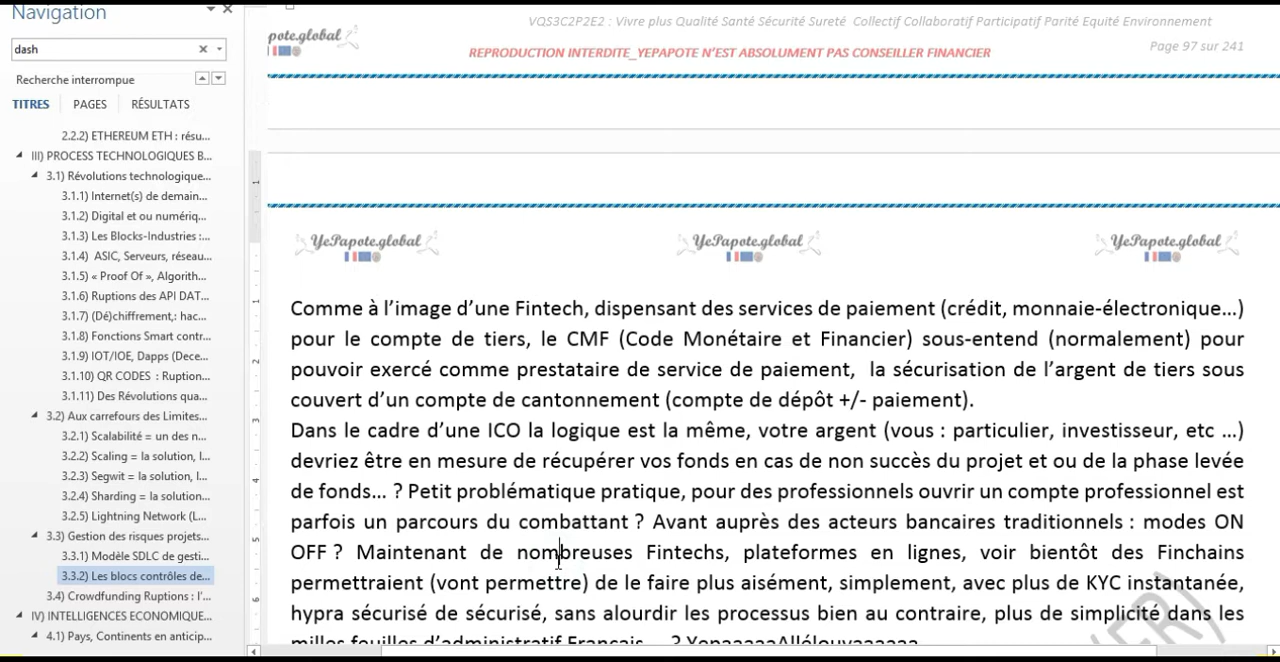 Navigation
dash
Recherche interrompue
TITRES PAGES RÉSULTATS
2.2.2) ETHEREUM ETH : résu...
III) PROCESS TECHNOLOGIQUES B...
3.1) Révolutions technologique...
3.1.1) Internet(s) de demain...
3.1.2) Digital et ou numériq...
3.1.3) Les Blocks-Industries :...
3.1.4) ASIC, Serveurs, réseau...
3.1.5) « Proof Of », Algorith...
3.1.6) Ruptions des API DAT...
3.1.7) (Dé)chiffrement,: hac...
3.1.8) Fonctions Smart contr...
3.1.9) IOT/IOE, Dapps (Dece...
3.1.10) QR CODES : Ruption...
3.1.11) Des Révolutions qua...
3.2) Aux carrefours des Limites...
3.2.1) Scalabilité = un des n...
3.2.2) Scaling = la solution, l...
3.2.3) Segwit = la solution, l...
3.2.4) Sharding = la solution...
3.2.5) Lightning Network (L...
3.3) Gestion des risques projets...
3.3.1) Modèle SDLC de gesti...
3.3.2) Les blocs contrôles de...
3.4) Crowdfunding Ruptions : l'...
IV) INTELLIGENCES ECONOMIQUE...
4.1) Pays, Continents en anticip...
VQS3C2P2E2 : Vivre plus Qualité Santé Sécurité Sureté Collectif Collaboratif Participatif Parité Equité Environnement
pote.global
REPRODUCTION INTERDITE_YEPAPOTE N'EST ABSOLUMENT PAS CONSEILLER FINANCIER
Page 97 sur 241
YePapote.global YePapote.global YePapote.global
Comme à l'image d'une Fintech, dispensant des services de paiement (crédit, monnaie-électronique...)
pour le compte de tiers, le CMF (Code Monétaire et Financier) sous-entend (normalement) pour
pouvoir exercé comme prestataire de service de paiement, la sécurisation de l'argent de tiers sous
couvert d'un compte de cantonnement (compte de dépôt +/- paiement).
Dans le cadre d'une ICO la logique est la même, votre argent (vous : particulier, investisseur, etc ...)
devriez être en mesure de récupérer vos fonds en cas de non succès du projet et ou de la phase levée
de fonds... ? Petit problématique pratique, pour des professionnels ouvrir un compte professionnel est
parfois un parcours du combattant ? Avant auprès des acteurs bancaires traditionnels : modes ON
OFF ? Maintenant de nombreuses Fintechs, plateformes en lignes, voir bientôt des Finchains
permettraient (vont permettre) de le faire plus aisément, simplement, avec plus de KYC instantanée,
hypra sécurisé de sécurisé, sans alourdir les processus bien au contraire, plus de simplicité dans les
milles feuilles d'administratif Français... ? YepaaaaaAllélouyaaaaaa